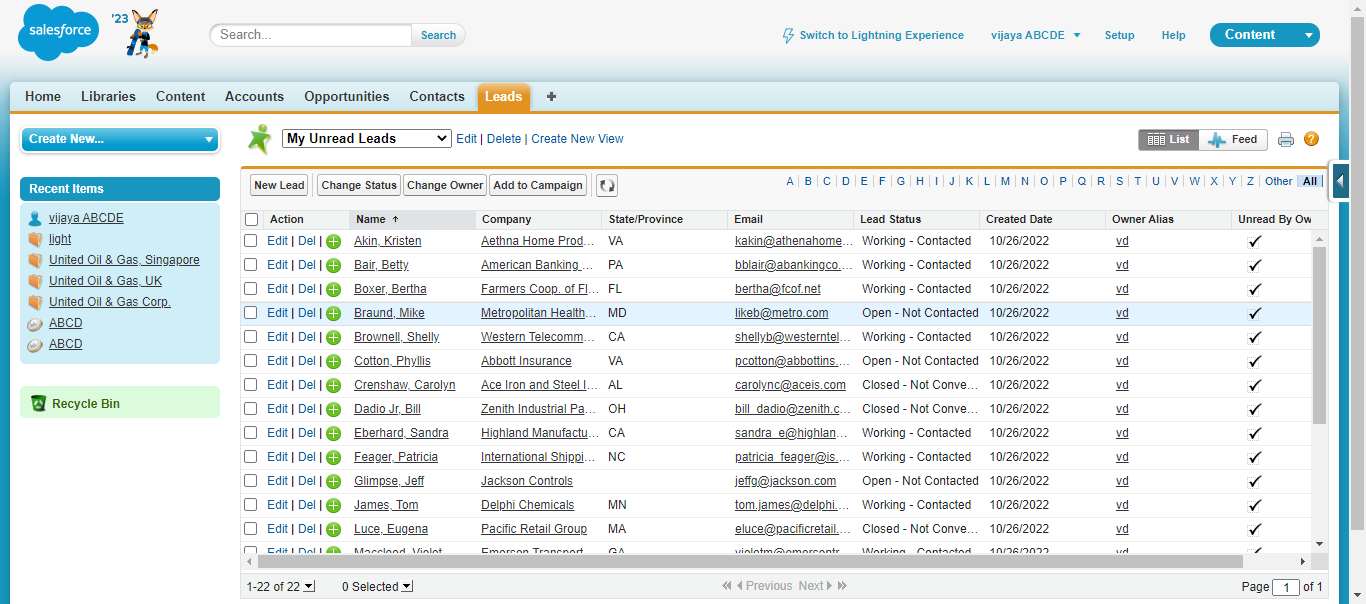 salesforce '23 Search... Search Switch to Lightning Experience vijaya ABCDE Setup Help Content
Home Libraries Content Accounts Opportunities Contacts Leads +
Create New...
Recent Items
vijaya ABCDE
light
United Oil & Gas, Singapore
United Oil & Gas, UK
United Oil & Gas Corp.
ABCD
ABCD
Recycle Bin
My Unread Leads Edit | Delete | Create New View List Feed ?
New Lead Change Status Change Owner Add to Campaign A | B | C | D | E | F | G | H | I | J | K | L | M | N | O | P | Q | R | S | T | U | V | W | X | Y | Z | Other | All |
Action Name Company State/Province Email Lead Status Created Date Owner Alias Unread By Ow
Edit | Del | Akin, Kristen Aethna Home Prod... VA kakin@athenahome... Working - Contacted 10/26/2022 vd
Edit | Del | Bair, Betty American Banking ... PA bblair@abankingco... Working - Contacted 10/26/2022 vd
Edit | Del | Boxer, Bertha Farmers Coop. of Fl... FL bertha@fcof.net Working - Contacted 10/26/2022 vd
Edit | Del | Braund, Mike Metropolitan Health... MD likeb@metro.com Open - Not Contacted 10/26/2022 vd
Edit | Del | Brownell, Shelly Western Telecomm... CA shellyb@westerntel... Working - Contacted 10/26/2022 vd
Edit | Del | Cotton, Phyllis Abbott Insurance VA pcotton@abbottins... Open - Not Contacted 10/26/2022 vd
Edit | Del | Crenshaw, Carolyn Ace Iron and Steel I... AL carolync@aceis.com Closed - Not Conve... 10/26/2022 vd
Edit | Del | Dadio Jr, Bill Zenith Industrial Pa... OH bill_dadio@zenith.c... Closed - Not Conve... 10/26/2022 vd
Edit | Del | Eberhard, Sandra Highland Manufactu... CA sandra_e@highlan... Working - Contacted 10/26/2022 vd
Edit | Del | Feager, Patricia International Shippi... NC patricia_feager@is... Working - Contacted 10/26/2022 vd
Edit | Del | Glimpse, Jeff Jackson Controls jeffg@jackson.com Open - Not Contacted 10/26/2022 vd
Edit | Del | James, Tom Delphi Chemicals MN tom.james@delphi.... Working - Contacted 10/26/2022 vd
Edit | Del | Luce, Eugena Pacific Retail Group MA eluce@pacificretail... Closed - Not Conve... 10/26/2022 vd
Edit | Del | Maccleod, Violet Emerson Transport GA violetm@emersontr... Working - Contacted 10/26/2022 vd
1-22 of 22 0 Selected Previous Next Page 1 of 1